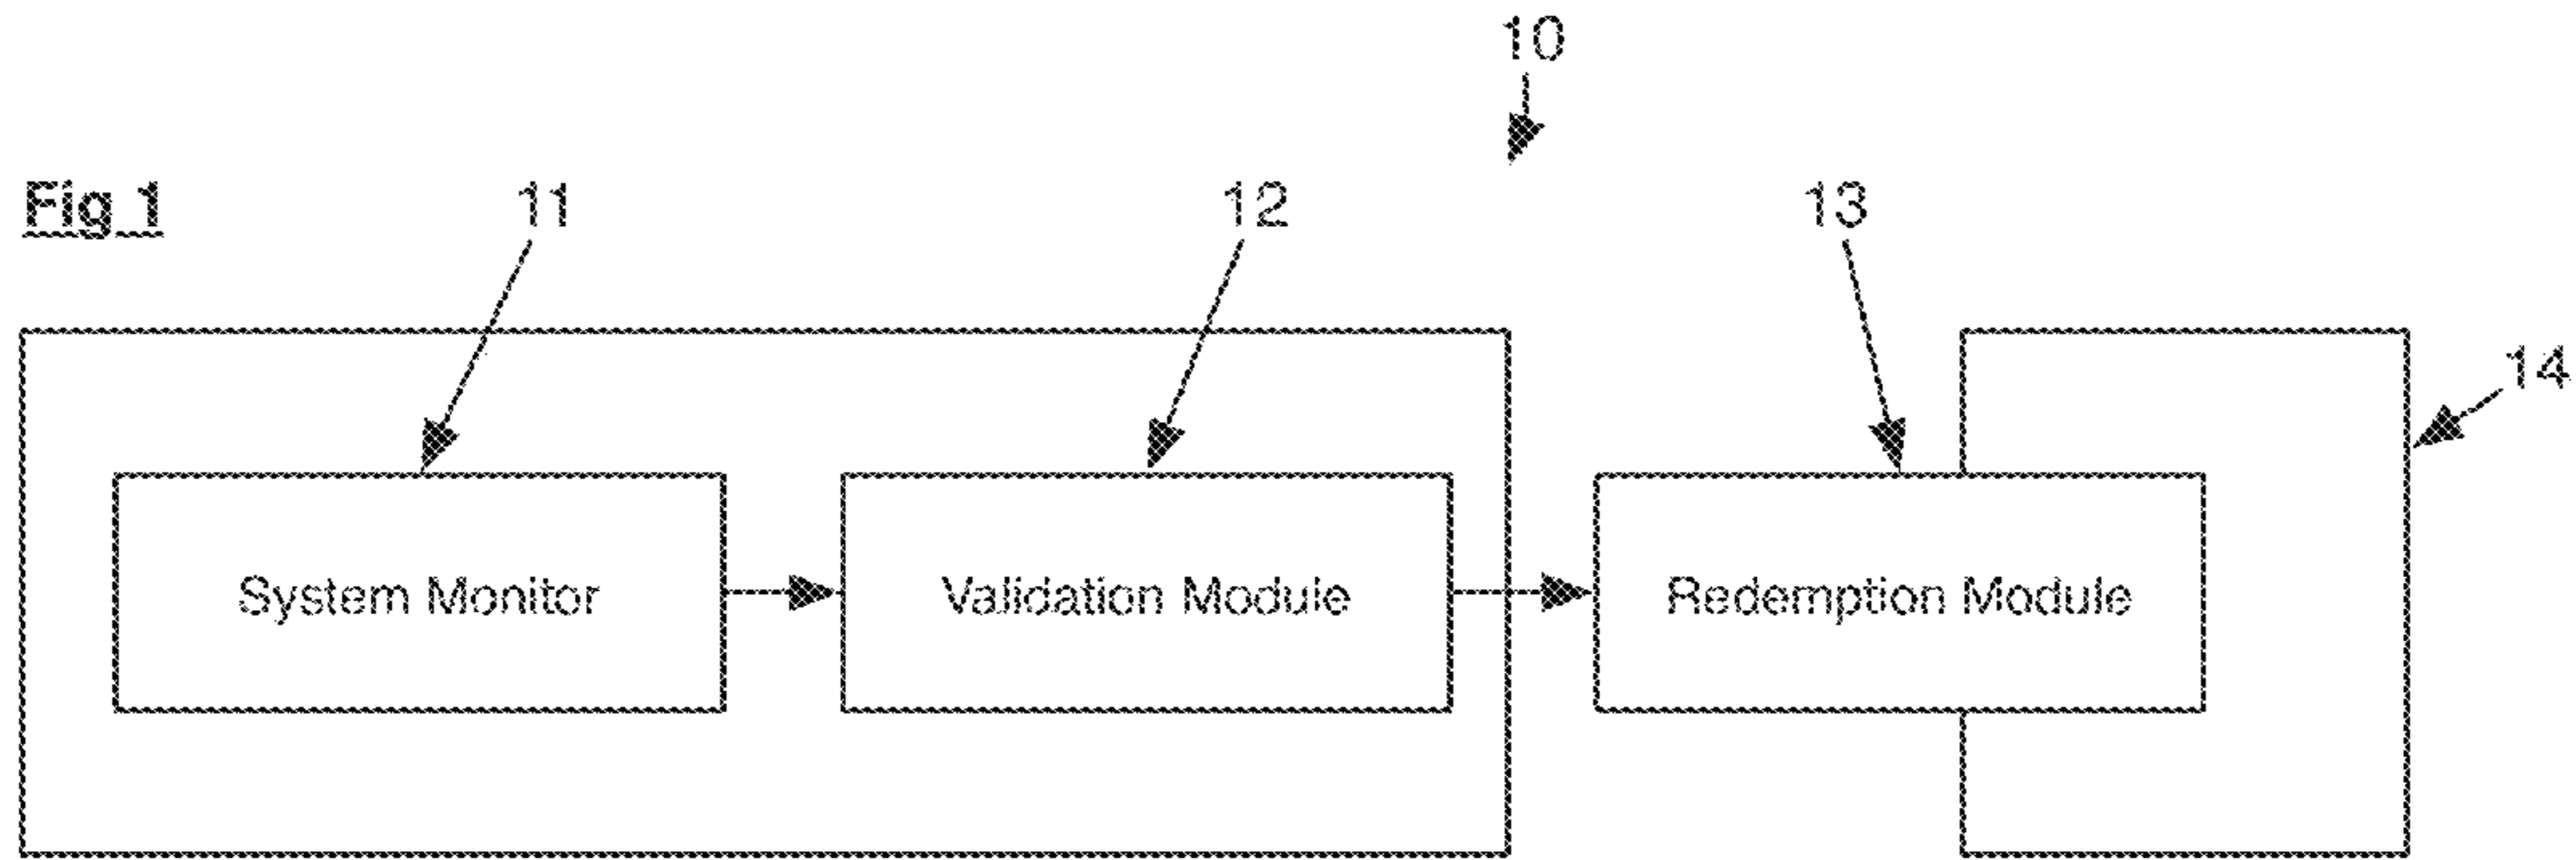 10
Fig 1
11
12
13
14
System Monitor
Validation Module
Redemption Module